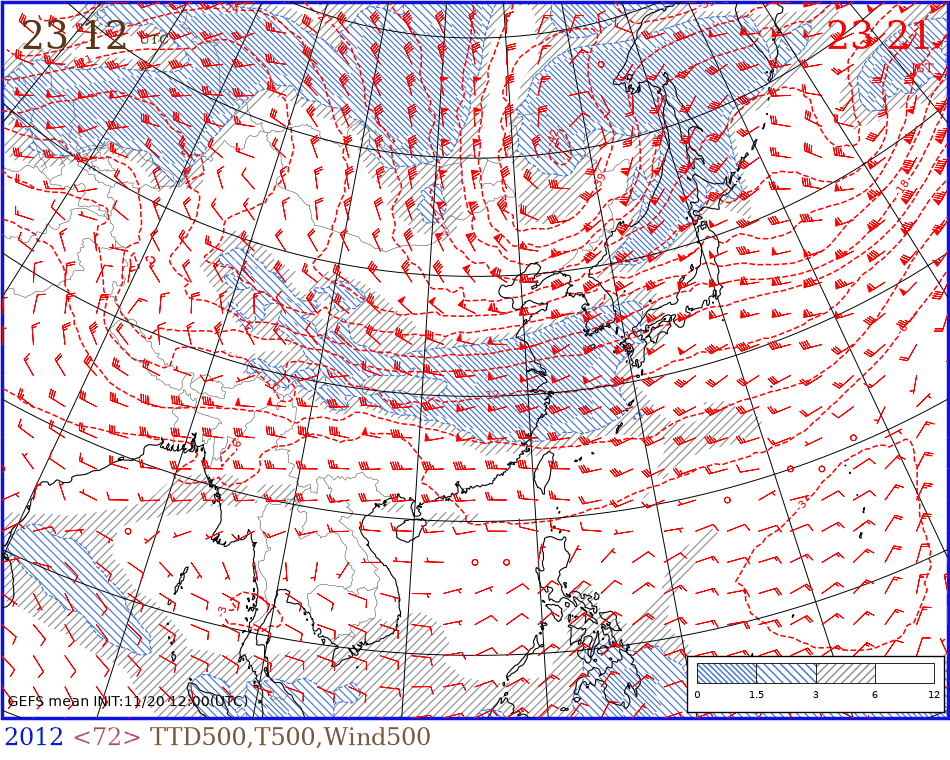 23 12 UTC
23 21
JST
GEFS mean INIT:11/20 12:00(UTC)
0 1.5 3 6 12
2012 <72> TTD500,T500,Wind500